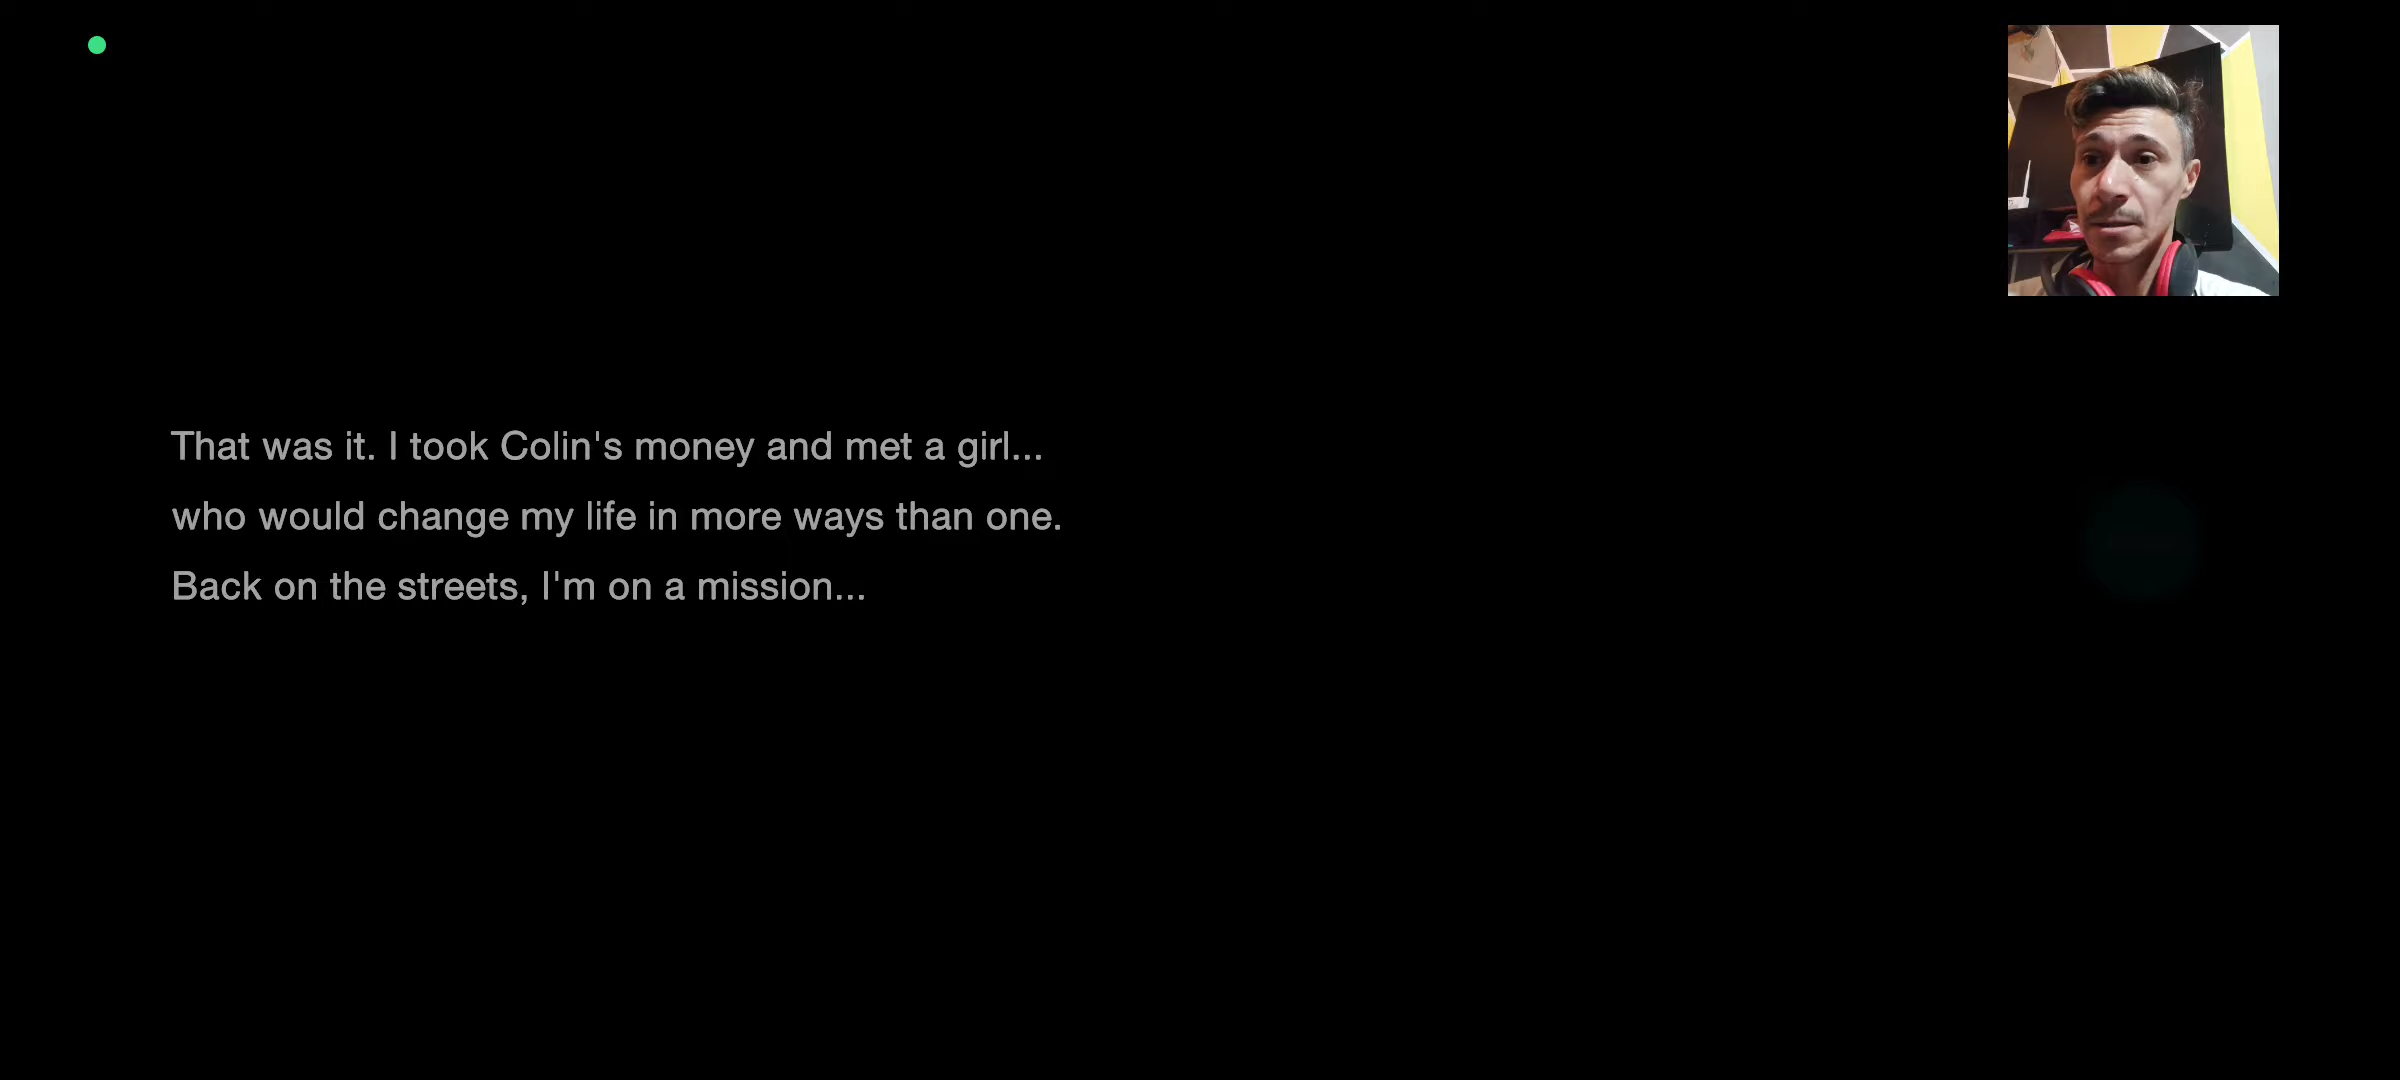 That was it. I took Colin's money and met a girl...
who would change my life in more ways than one.
Back on the streets, I'm on a mission...